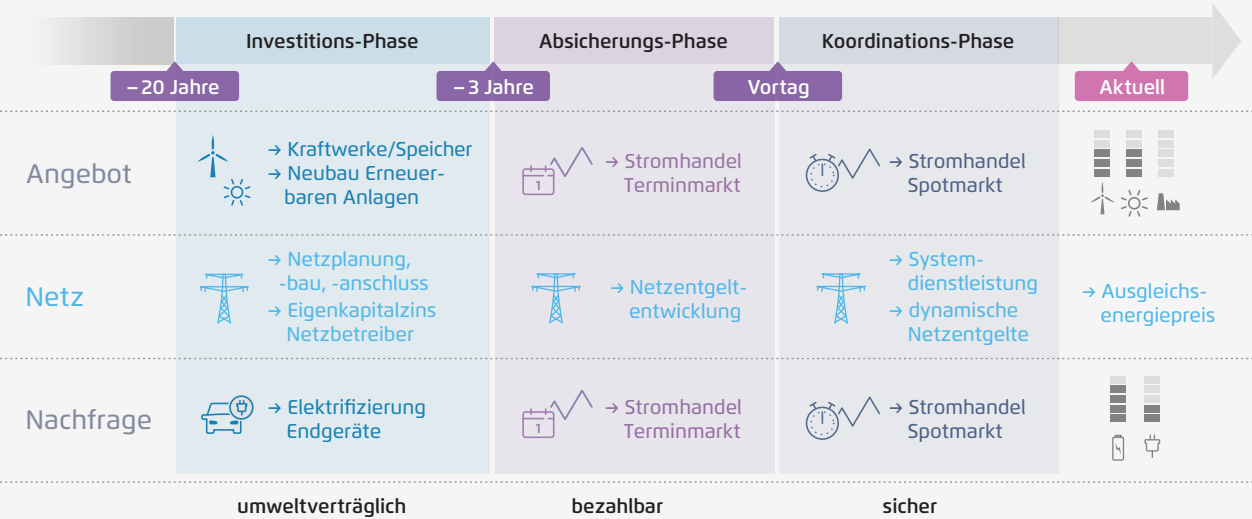 Investitions-Phase
Absicherungs-Phase
Koordinations-Phase
– 20 Jahre
– 3 Jahre
Vortag
Aktuell
Angebot
→ Kraftwerke/Speicher
→ Neubau Erneuer-
baren Anlagen
1
→ Stromhandel
Terminmarkt
→ Stromhandel
Spotmarkt
Netz
→ Netzplanung,
-bau, -anschluss
→ Eigenkapitalzins
Netzbetreiber
→ Netzentgelt-
entwicklung
→ System-
dienstleistung
→ dynamische
Netzentgelte
→ Ausgleichs-
energiepreis
Nachfrage
→ Elektrifizierung
Endgeräte
1
→ Stromhandel
Terminmarkt
→ Stromhandel
Spotmarkt
umweltverträglich
bezahlbar
sicher